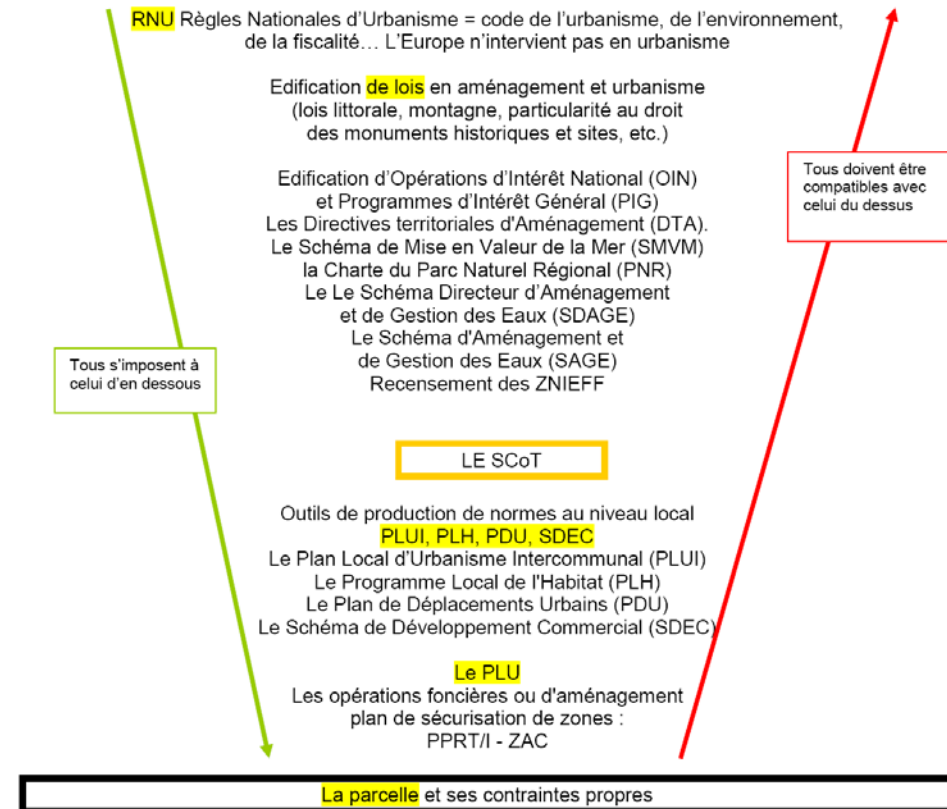 RNU Règles Nationales d’Urbanisme = code de l’urbanisme, de l’environnement,
de la fiscalité… L’Europe n’intervient pas en urbanisme
Edification de lois en aménagement et urbanisme
(lois littorale, montagne, particularité au droit
des monuments historiques et sites, etc.)
Tous doivent être
compatibles avec
celui du dessus
Edification d’Opérations d’Intérêt National (OIN)
et Programmes d’Intérêt Général (PIG)
Les Directives territoriales d'Aménagement (DTA).
Le Schéma de Mise en Valeur de la Mer (SMVM)
la Charte du Parc Naturel Régional (PNR)
Le Le Schéma Directeur d’Aménagement
et de Gestion des Eaux (SDAGE)
Le Schéma d'Aménagement et
de Gestion des Eaux (SAGE)
Recensement des ZNIEFF
Tous s’imposent à
celui d’en dessous
LE SCoT
Outils de production de normes au niveau local
PLUI, PLH, PDU, SDEC
Le Plan Local d’Urbanisme Intercommunal (PLUI)
Le Programme Local de l'Habitat (PLH)
Le Plan de Déplacements Urbains (PDU)
Le Schéma de Développement Commercial (SDEC)
Le PLU
Les opérations foncières ou d'aménagement
plan de sécurisation de zones :
PPRT/I - ZAC
La parcelle et ses contraintes propres